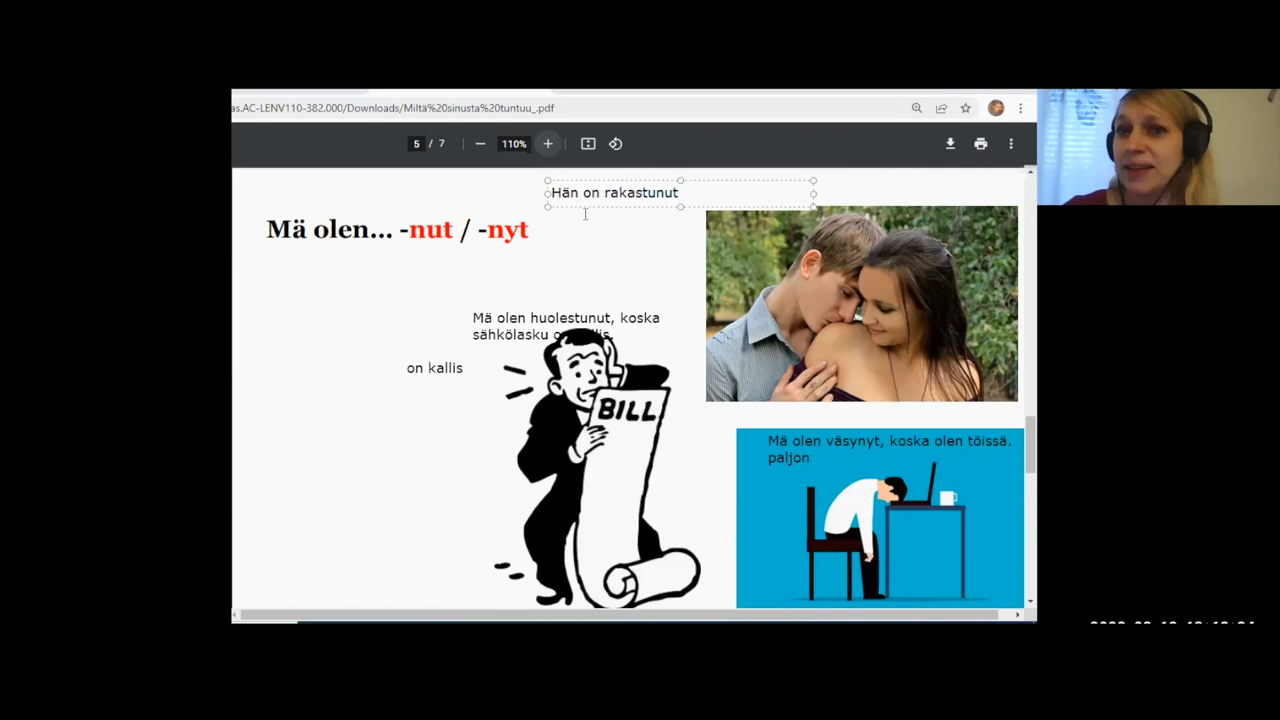 as.AC-LENV110-382.000/Downloads/Miltä%20sinusta%20tuntuu_.pdf
5 / 7
110%
Hän on rakastunut
Mä olen... -nut / -nyt
Mä olen huolestunut, koska
sähkölasku
on kallis
BILL
Mä olen väsynyt, koska olen töissä.
paljon